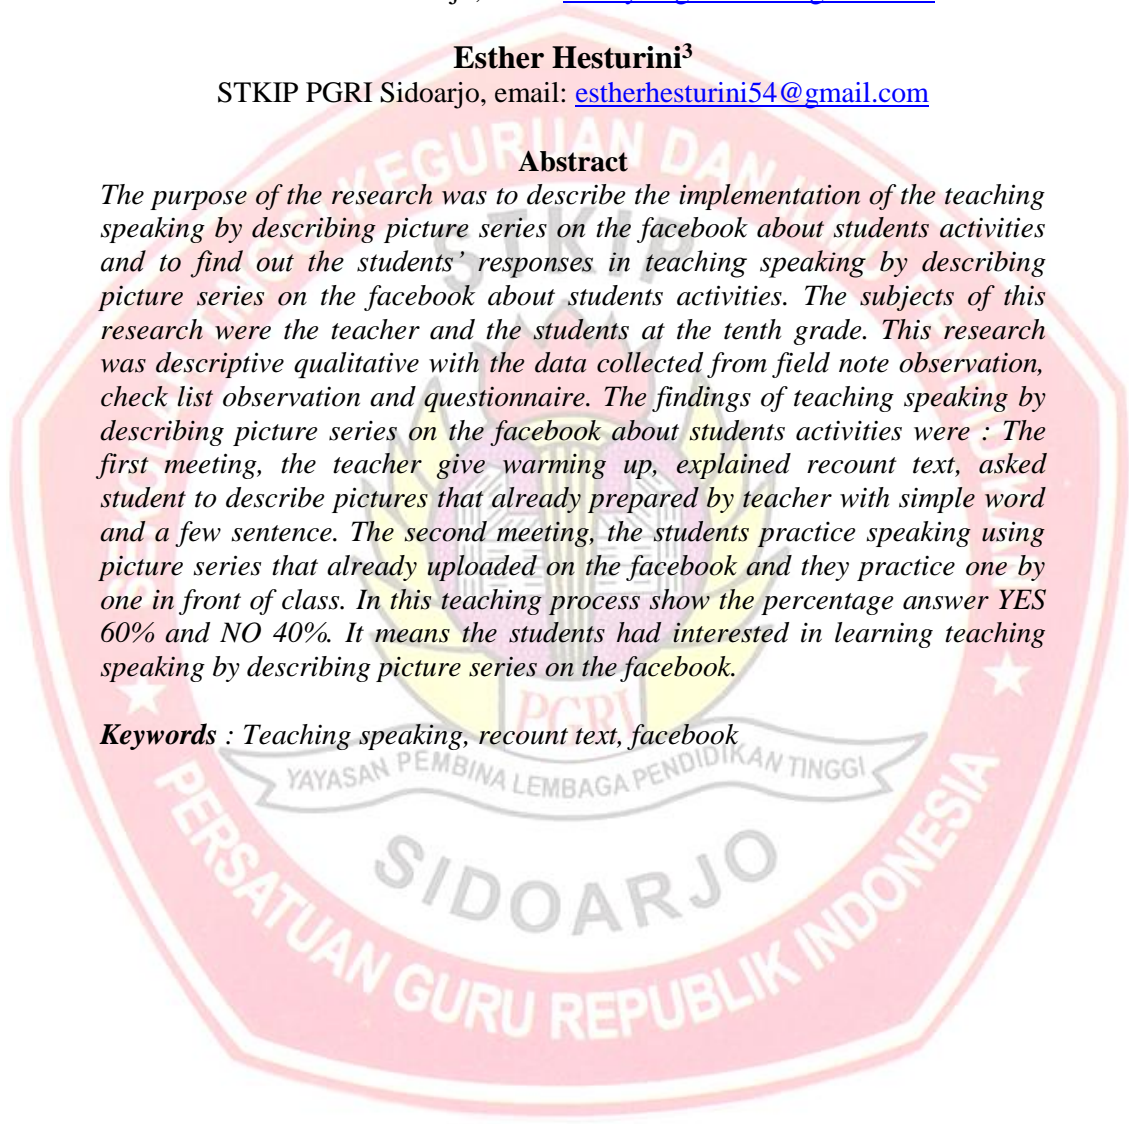 Esther Hesturini³
STKIP PGRI Sidoarjo, email: estherhesturini54@gmail.com
Abstract
The purpose of the research was to describe the implementation of the teaching
speaking by describing picture series on the facebook about students activities
and to find out the students’ responses in teaching speaking by describing
picture series on the facebook about students activities. The subjects of this
research were the teacher and the students at the tenth grade. This research
was descriptive qualitative with the data collected from field note observation,
check list observation and questionnaire. The findings of teaching speaking by
describing picture series on the facebook about students activities were : The
first meeting, the teacher give warming up, explained recount text, asked
student to describe pictures that already prepared by teacher with simple word
and a few sentence. The second meeting, the students practice speaking using
picture series that already uploaded on the facebook and they practice one by
one in front of class. In this teaching process show the percentage answer YES
60% and NO 40%. It means the students had interested in learning teaching
speaking by describing picture series on the facebook.
Keywords : Teaching speaking, recount text, facebook
SEKOLAH TINGGI KEGURUAN DAN ILMU PENDIDIKAN
STKIP
PGRI
YAYASAN PEMBINA LEMBAGA PENDIDIKAN TINGGI
SIDOARJO
PERSATUAN GURU REPUBLIK INDONESIA